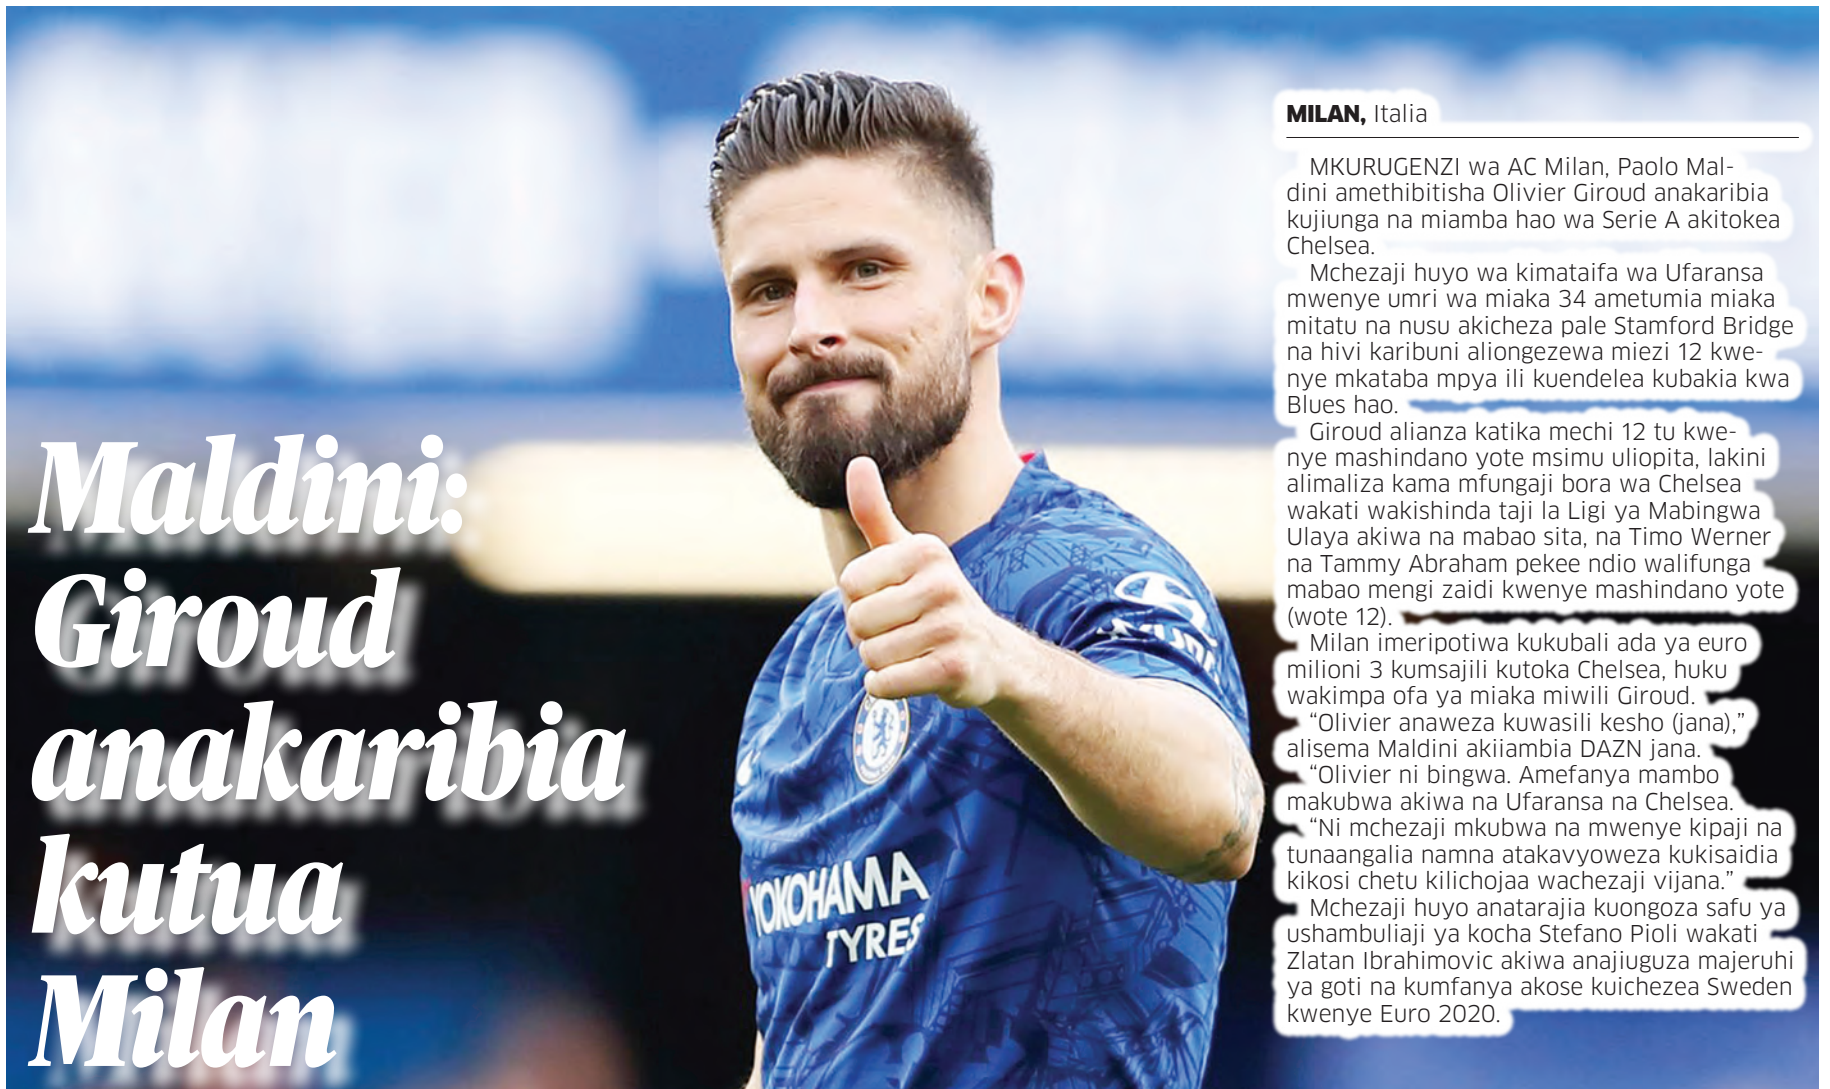 Maldini:
Giroud
anakaribia
kutua
Milan
MILAN, Italia
MKURUGENZI wa AC Milan, Paolo Mal-
dini amethibitisha Olivier Giroud anakaribia
kujiunga na miamba hao wa Serie A akitokea
Chelsea.
Mchezaji huyo wa kimataifa wa Ufaransa
mwenye umri wa miaka 34 ametumia miaka
mitatu na nusu akicheza pale Stamford Bridge
na hivi karibuni aliongezewa miezi 12 kwe-
nye mkataba mpya ili kuendelea kubakia kwa
Blues hao.
Giroud alianza katika mechi 12 tu kwe-
nye mashindano yote msimu uliopita, lakini
alimaliza kama mfungaji bora wa Chelsea
wakati wakishinda taji la Ligi ya Mabingwa
Ulaya akiwa na mabao sita, na Timo Werner
na Tammy Abraham pekee ndio walifunga
mabao mengi zaidi kwenye mashindano yote
(wote 12).
Milan imeripotiwa kukubali ada ya euro
milioni 3 kumsajili kutoka Chelsea, huku
wakimpa ofa ya miaka miwili Giroud.
“Olivier anaweza kuwasili kesho (jana),”
alisema Maldini akiiambia DAZN jana.
“Olivier ni bingwa. Amefanya mambo
makubwa akiwa na Ufaransa na Chelsea.
“Ni mchezaji mkubwa na mwenye kipaji na
tunaangalia namna atakavyoweza kukisaidia
kikosi chetu kilichojaa wachezaji vijana.”
Mchezaji huyo anatarajia kuongoza safu ya
ushambuliaji ya kocha Stefano Pioli wakati
Zlatan Ibrahimovic akiwa anajiuguza majeruhi
ya goti na kumfanya akose kuichezea Sweden
kwenye Euro 2020.
YOKOHAMA
TYRES